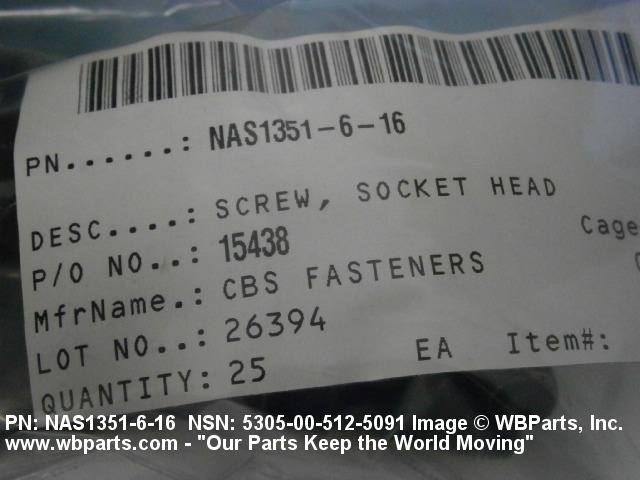 PN......: NAS1351-6-16
DESC....: SCREW, SOCKET HEAD
P/O NO..: 15438
Cage
MfrName.: CBS FASTENERS
LOT NO..: 26394
QUANTITY: 25 EA Item#:
PN: NAS1351-6-16 NSN: 5305-00-512-5091 Image © WBParts, Inc.
www.wbparts.com - "Our Parts Keep the World Moving"